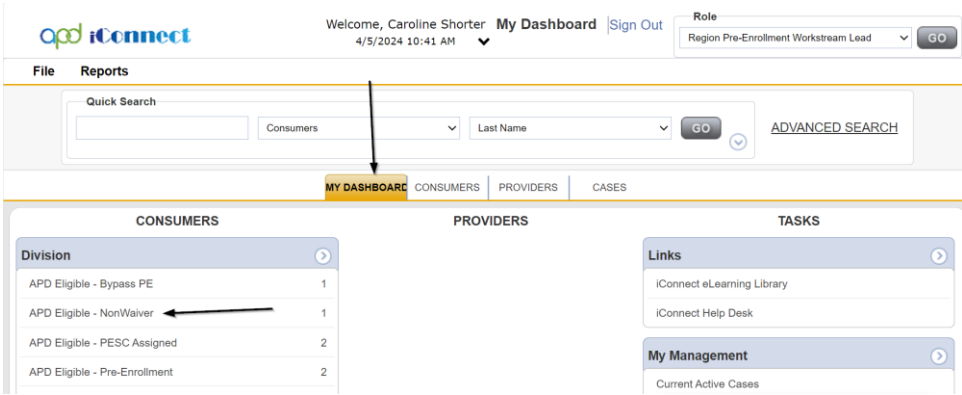 apd iConnect
Welcome, Caroline Shorter My Dashboard Sign Out
4/5/2024 10:41 AM
Role
Region Pre-Enrollment Workstream Lead
GO
File Reports
Quick Search
Consumers
Last Name
GO
ADVANCED SEARCH
MY DASHBOARD CONSUMERS PROVIDERS CASES
CONSUMERS
Division
APD Eligible - Bypass PE 1
APD Eligible - NonWaiver 1
APD Eligible - PESC Assigned 2
APD Eligible - Pre-Enrollment 2
PROVIDERS
TASKS
Links
iConnect eLearning Library
iConnect Help Desk
My Management
Current Active Cases